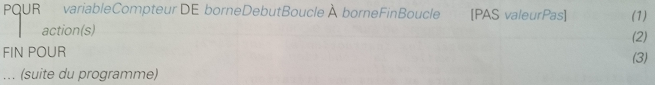 POUR variableCompteur DE borneDebutBoucle À borneFinBoucle [PAS valeurPas] (1)
action(s) (2)
FIN POUR (3)
... (suite du programme)